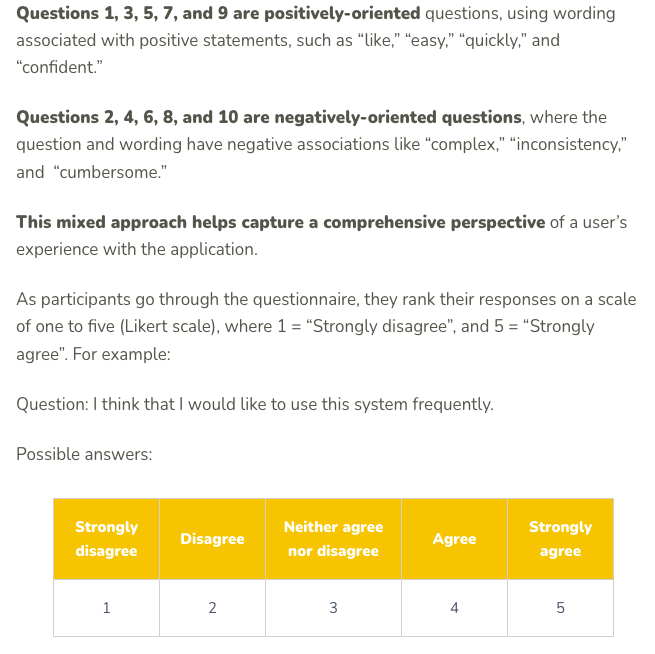 Questions 1, 3, 5, 7, and 9 are positively-oriented questions, using wording
associated with positive statements, such as “like,” “easy,” “quickly,” and
“confident.”
Questions 2, 4, 6, 8, and 10 are negatively-oriented questions, where the
question and wording have negative associations like “complex,” “inconsistency,”
and  “cumbersome.”
This mixed approach helps capture a comprehensive perspective of a user’s
experience with the application.
As participants go through the questionnaire, they rank their responses on a scale
of one to five (Likert scale), where 1 = “Strongly disagree”, and 5 = “Strongly
agree”. For example:
Question: I think that I would like to use this system frequently.
Possible answers:
Strongly
disagree
Disagree
Neither agree
nor disagree
Agree
Strongly
agree
1
2
3
4
5